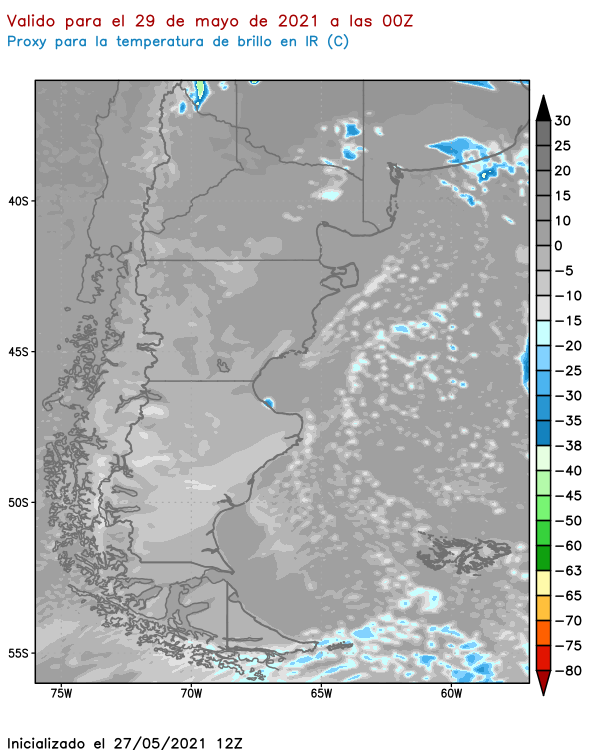 Valido para el 29 de mayo de 2021 a las 00Z
Proxy para la temperatura de brillo en IR (C)
30
25
20
15
10
0
−5
−10
−15
−20
−25
−30
−35
−38
−40
−45
−50
−60
−63
−65
−70
−75
−80
40S
45S
50S
55S
75W 70W 65W 60W
Inicializado el 27/05/2021 12Z